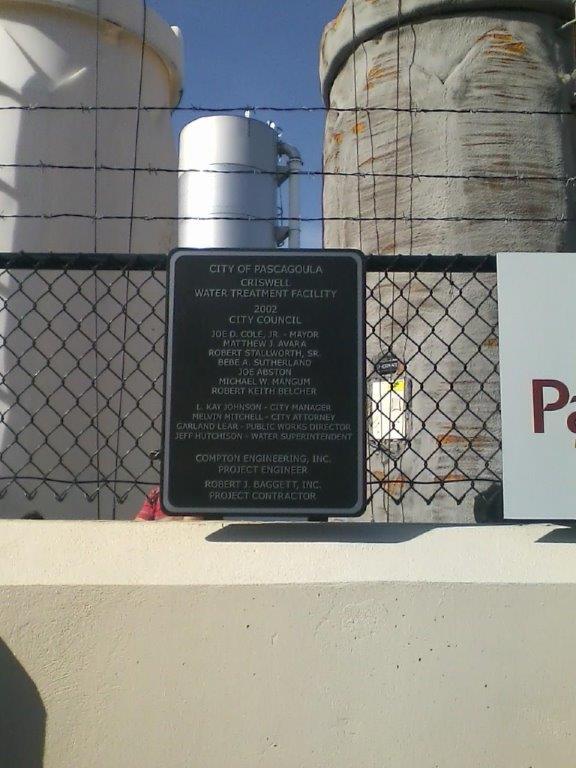 CITY OF PASCAGOULA
CRISWELL
WATER TREATMENT FACILITY
2002
CITY COUNCIL
JOE D. COLE, JR. - MAYOR
MATTHEW J. AVARA
ROBERT STALLWORTH, SR.
BEBE A. SUTHERLAND
JOE ABSTON
MICHAEL W. MANGUM
ROBERT KEITH BELCHER
L. KAY JOHNSON - CITY MANAGER
MELVIN MITCHELL - CITY ATTORNEY
GARLAND LEAR - PUBLIC WORKS DIRECTOR
JEFF HUTCHISON - WATER SUPERINTENDENT
COMPTON ENGINEERING, INC.
PROJECT ENGINEER
ROBERT J. BAGGETT, INC.
PROJECT CONTRACTOR
Pa